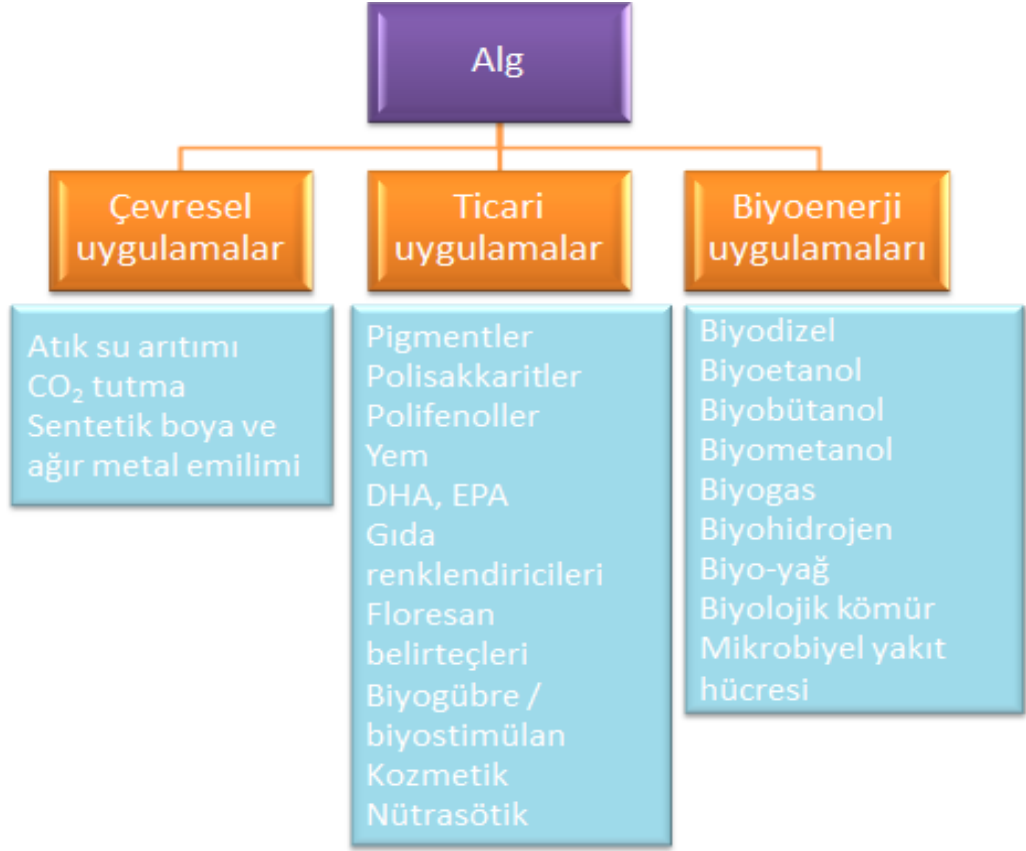 Alg
Çevresel
uygulamalar
Atık su arıtımı
CO₂ tutma
Sentetik boya ve
ağır metal emilimi
Ticari
uygulamalar
Pigmentler
Polisakkaritler
Polifenoller
Yem
DHA, EPA
Gıda
renklendiricileri
Floresan
belirteçleri
Biyogübre /
biyostimülan
Kozmetik
Nütrasötik
Biyoenerji
uygulamaları
Biyodizel
Biyoetanol
Biyobütanol
Biyometanol
Biyogas
Biyohidrojen
Biyo-yağ
Biyolojik kömür
Mikrobiyel yakıt
hücresi